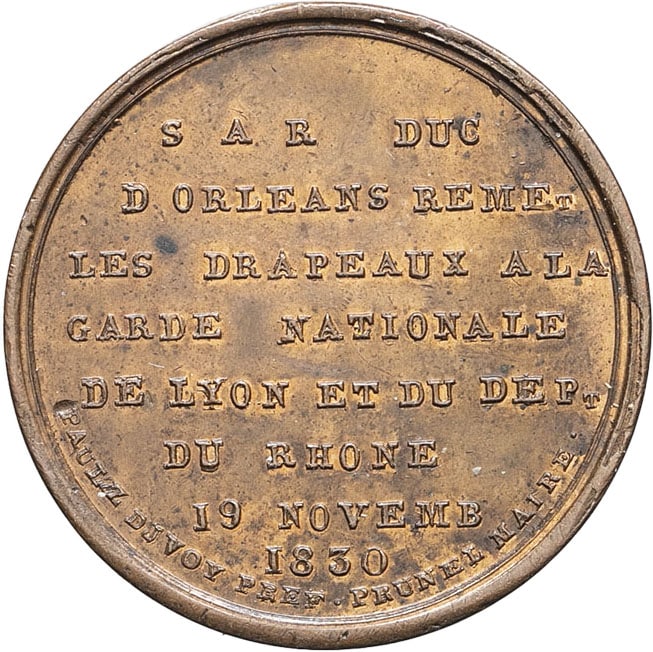 S A R DUC
D ORLEANS REMET
LES DRAPEAUX A LA
GARDE NATIONALE
DE LYON ET DU DEPT
DU RHONE
19 NOVEMB
1830
PAULZ DIVOY PREF. PRUNEL MAIRE.